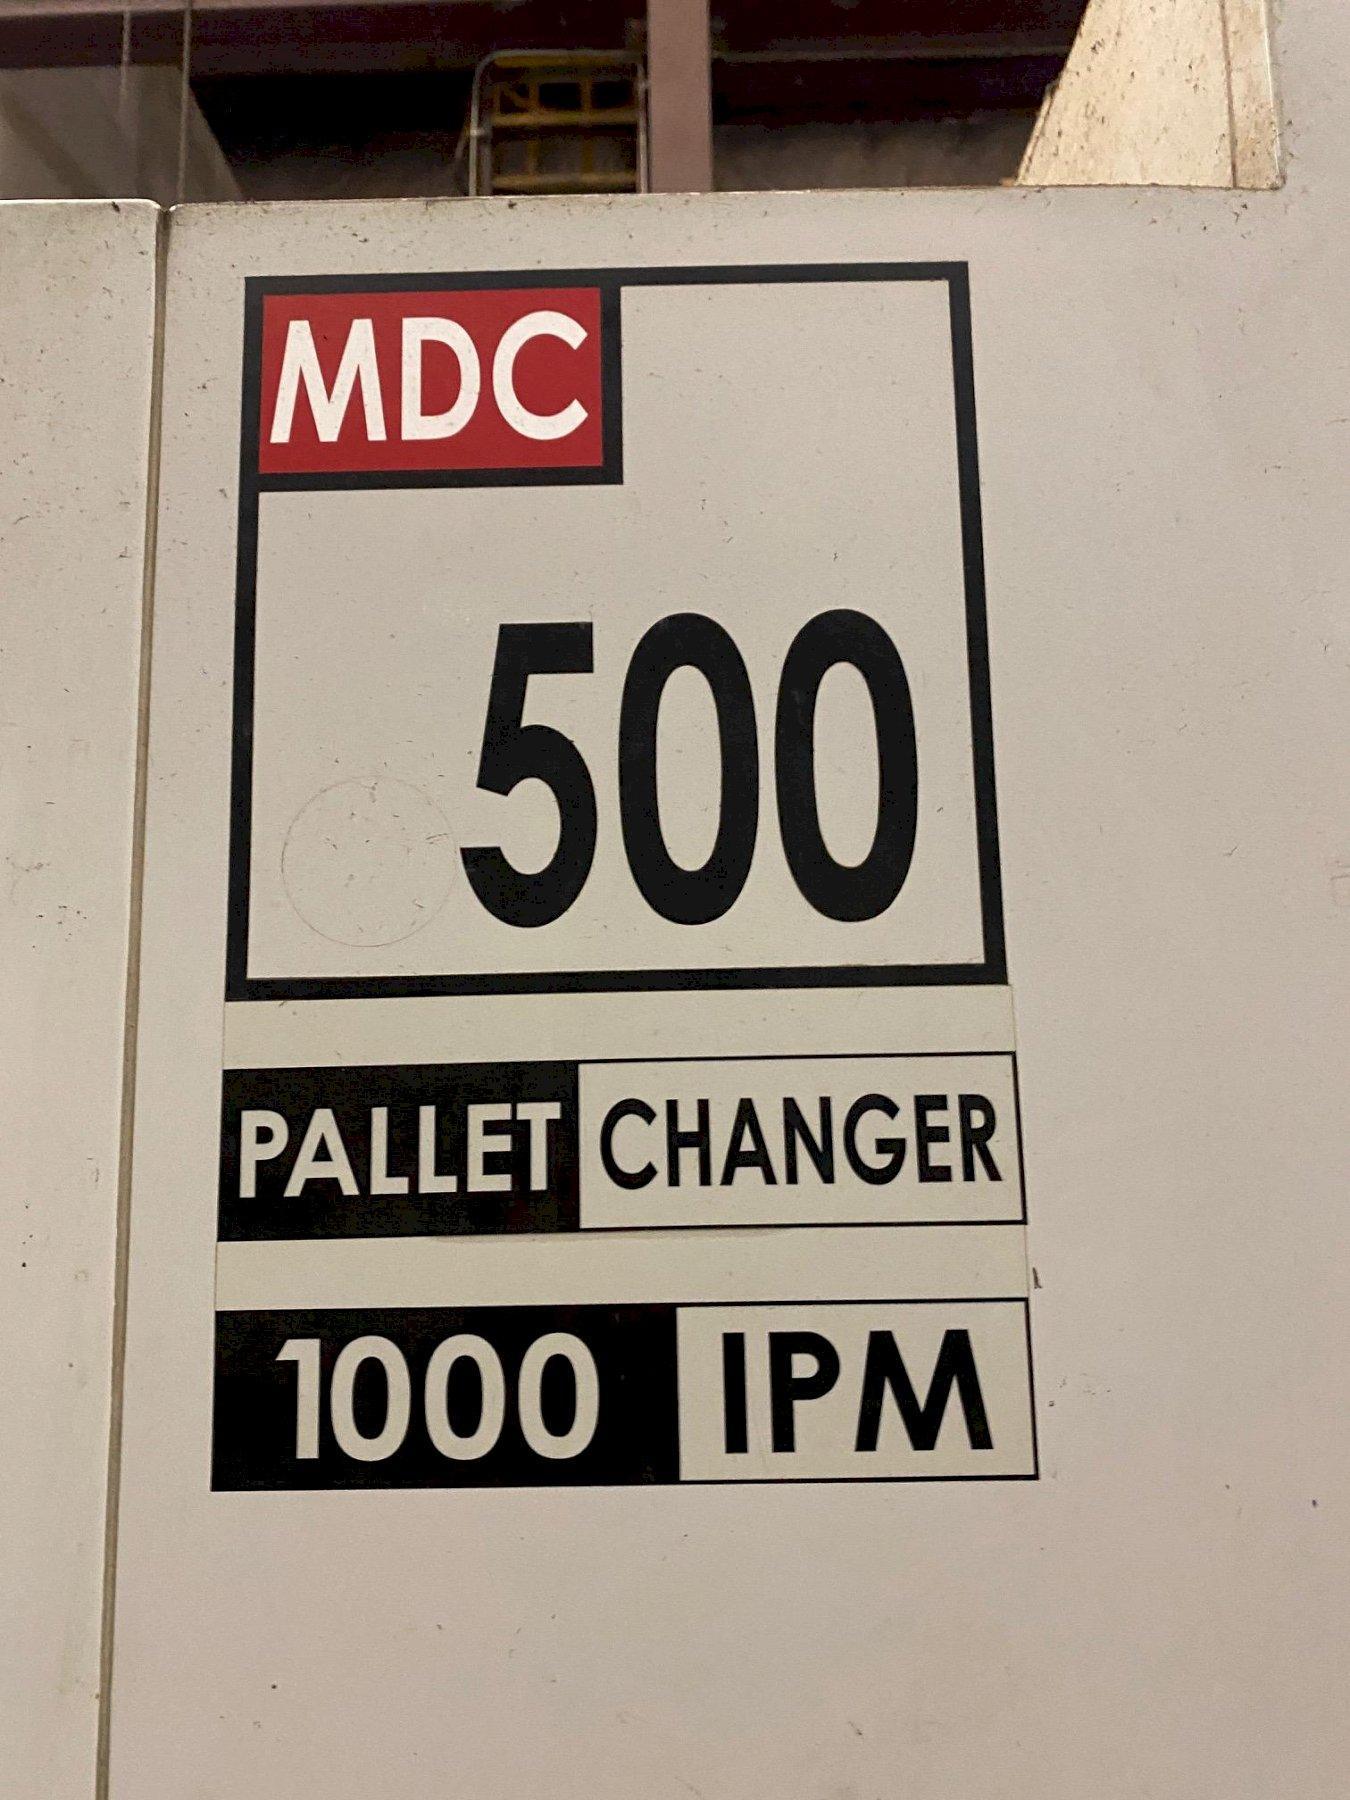 MDC
500
PALLET CHANGER
1000 IPM